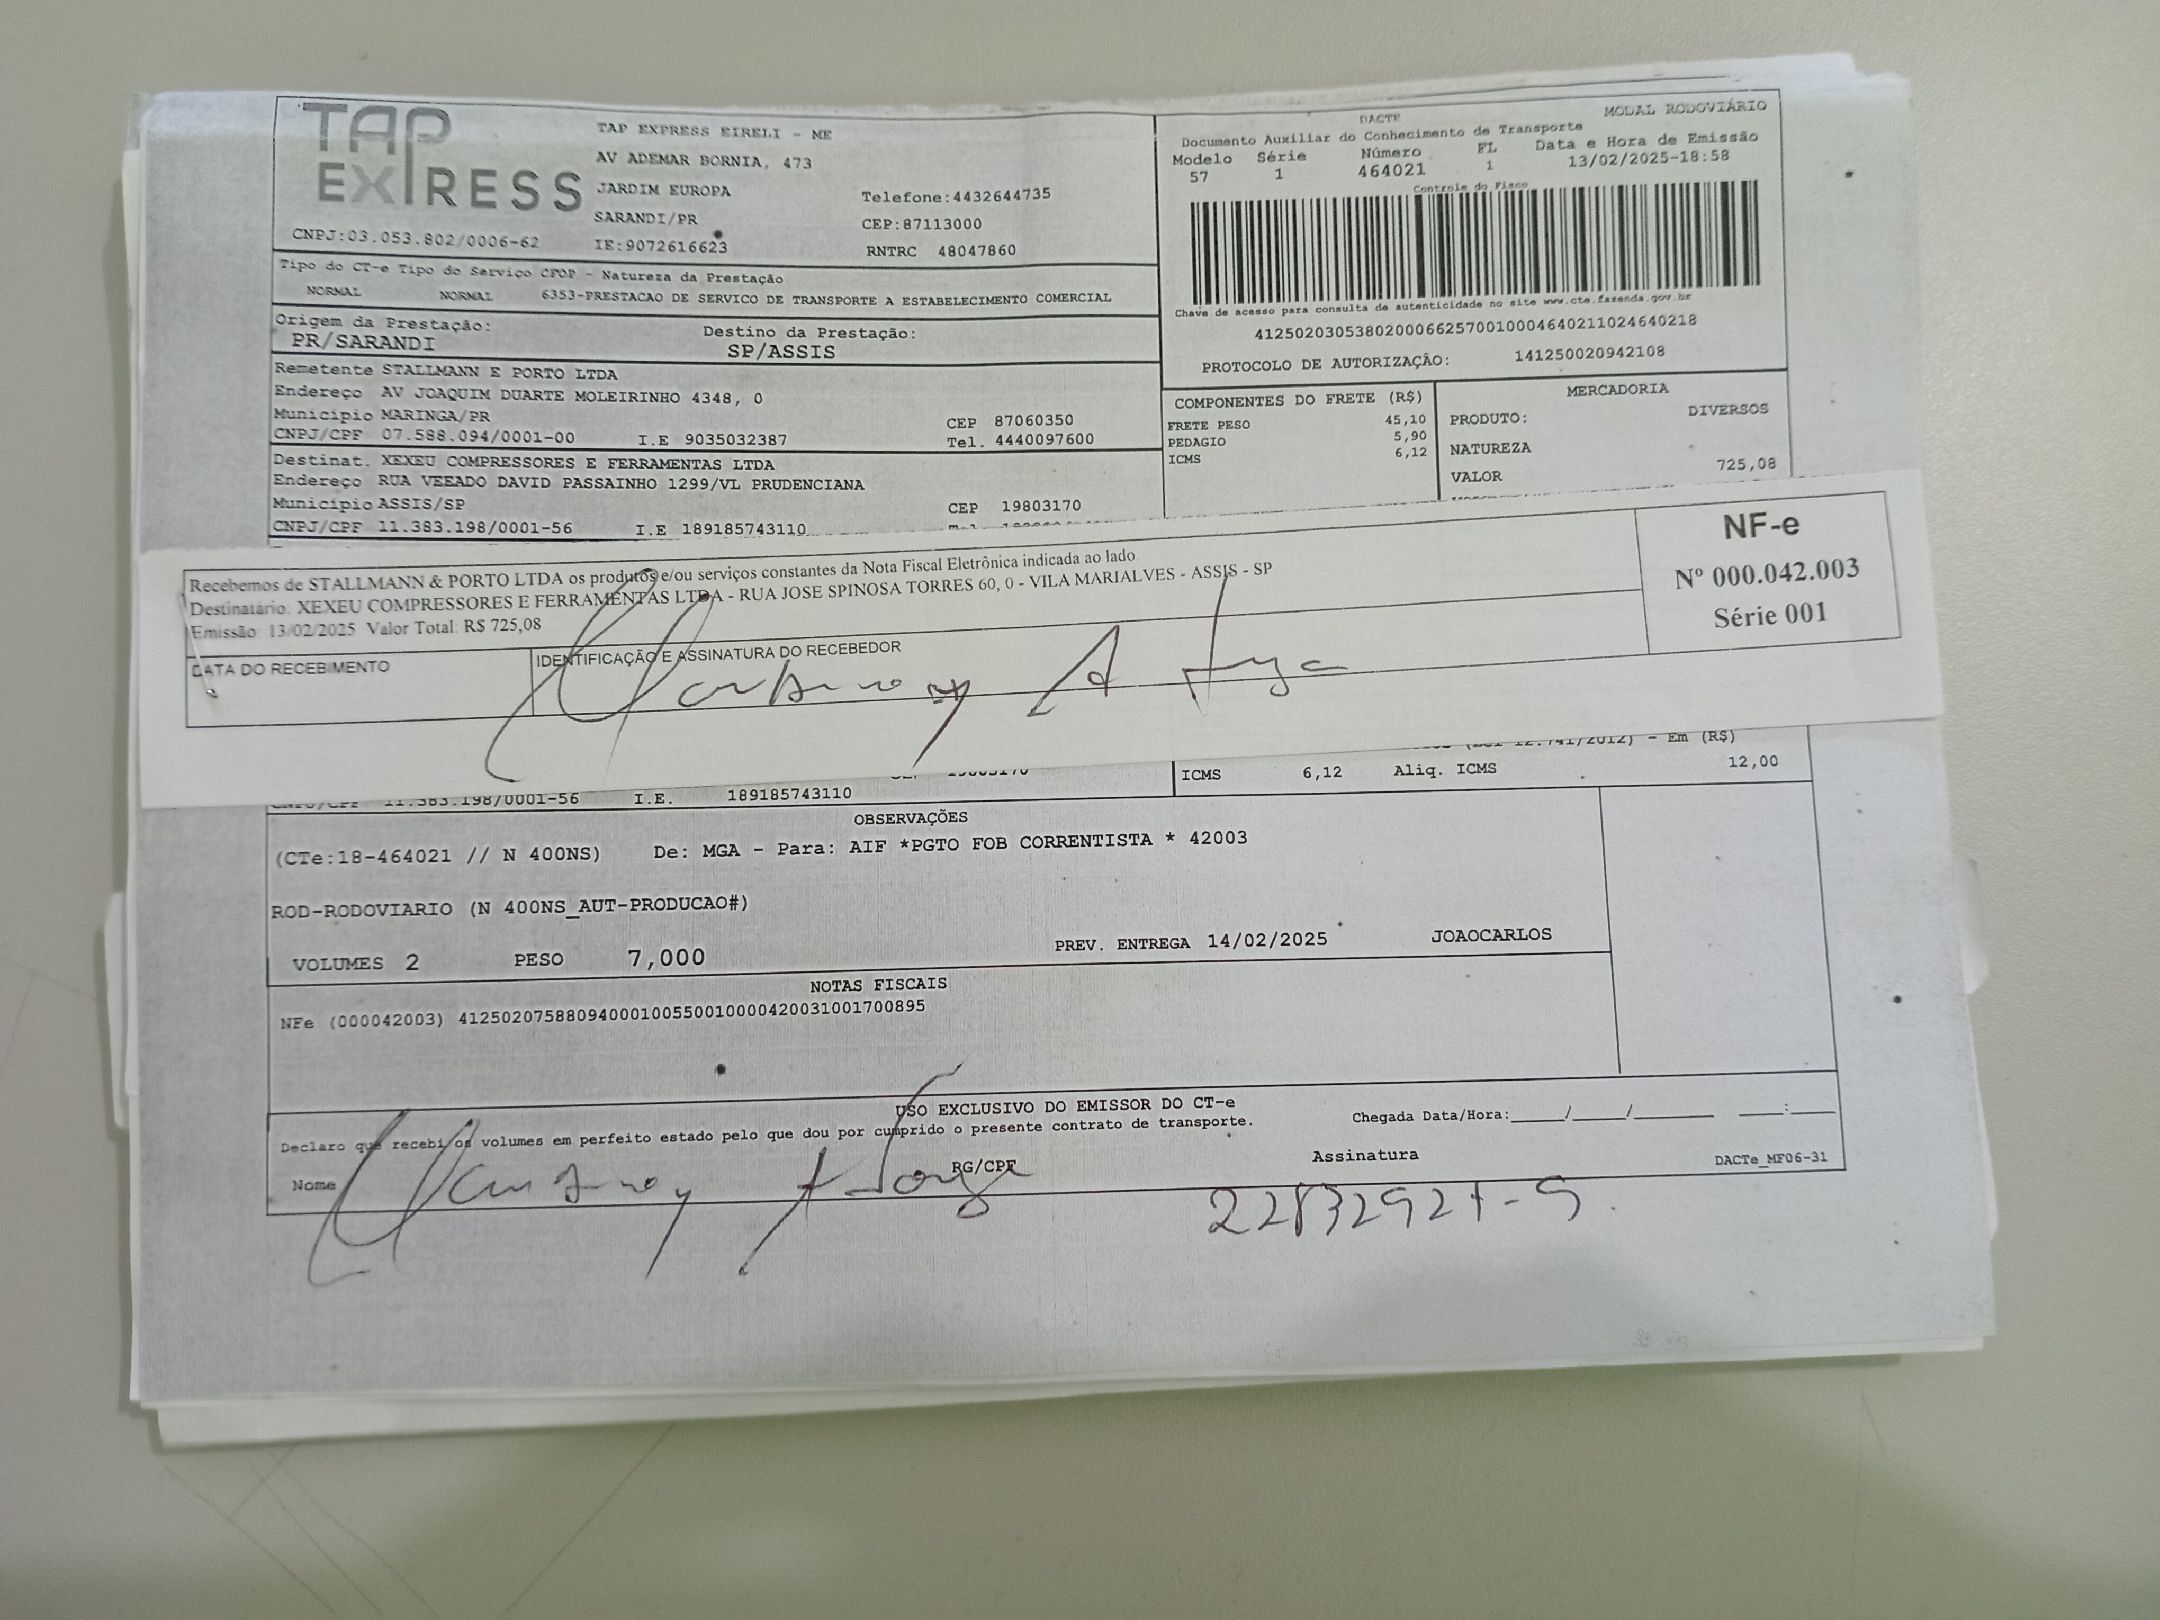 TAP
EXPRESS
TAP EXPRESS EIRELI - ME
AV ADEMAR BORNIA, 473
JARDIM EUROPA
Telefone:4432644735
SARANDI/PR
CEP:87113000
CNPJ:03.053.802/0006-62
IE:9072616623
RNTRC 48047860
MODAL RODOVIÁRIO
DACTE
Documento Auxiliar do Conhecimento de Transporte
Modelo Série Número FL Data e Hora de Emissão
57 1 464021 1 13/02/2025-18:58
Controle do Fisco
Chave de acesso para consulta de autenticidade no site www.cte.fazenda.gov.br
41250203053802000662570010004640211024640218
PROTOCOLO DE AUTORIZAÇÂO: 141250020942108
Tipo do CT-e Tipo do Serviço CFOP - Natureza da Prestação
NORMAL NORMAL 6353-PRESTACAO DE SERVICO DE TRANSPORTE A ESTABELECIMENTO COMERCIAL
Origem da Prestação: Destino da Prestação:
PR/SARANDI SP/ASSIS
Remetente STALLMANN E PORTO LTDA
Endereço AV JOAQUIM DUARTE MOLEIRINHO 4348, 0
Município MARINGA/PR CEP 87060350
CNPJ/CPF 07.588.094/0001-00 I.E 9035032387 Tel. 4440097600
Destinat. XEXEU COMPRESSORES E FERRAMENTAS LTDA
Endereço RUA VEEADO DAVID PASSAINHO 1299/VL PRUDENCIANA
Município ASSIS/SP CEP 19803170
CNPJ/CPF 11.383.198/0001-56 I.E 189185743110
COMPONENTES DO FRETE (R$)
FRETE PESO 45,10
PEDAGIO 5,90
ICMS 6,12
MERCADORIA
PRODUTO: DIVERSOS
NATUREZA
VALOR 725,08
Recebemos de STALLMANN & PORTO LTDA os produtos e/ou serviços constantes da Nota Fiscal Eletrônica indicada ao lado
Destinatário: XEXEU COMPRESSORES E FERRAMENTAS LTDA - RUA JOSE SPINOSA TORRES 60, 0 - VILA MARIALVES - ASSIS - SP
Emissão: 13/02/2025 Valor Total: R$ 725,08
DATA DO RECEBIMENTO
IDENTIFICAÇÃO E ASSINATURA DO RECEBEDOR
NF-e
Nº 000.042.003
Série 001
(Lei 12.741/2012) - Em (R$)
ICMS 6,12 Aliq. ICMS 12,00
CNPJ/CPF 11.383.198/0001-56 I.E. 189185743110
OBSERVAÇÕES
(CTe:18-464021 // N 400NS) De: MGA - Para: AIF *PGTO FOB CORRENTISTA * 42003
ROD-RODOVIARIO (N 400NS_AUT-PRODUCAO#)
VOLUMES 2 PESO 7,000 PREV. ENTREGA 14/02/2025 JOAOCARLOS
NOTAS FISCAIS
NFe (000042003) 41250207588094000100550010000420031001700895
USO EXCLUSIVO DO EMISSOR DO CT-e
Declaro que recebi os volumes em perfeito estado pelo que dou por cumprido o presente contrato de transporte.
Chegada Data/Hora:____/____/______ ___:___
Nome RG/CPF Assinatura DACTe_MF06-31